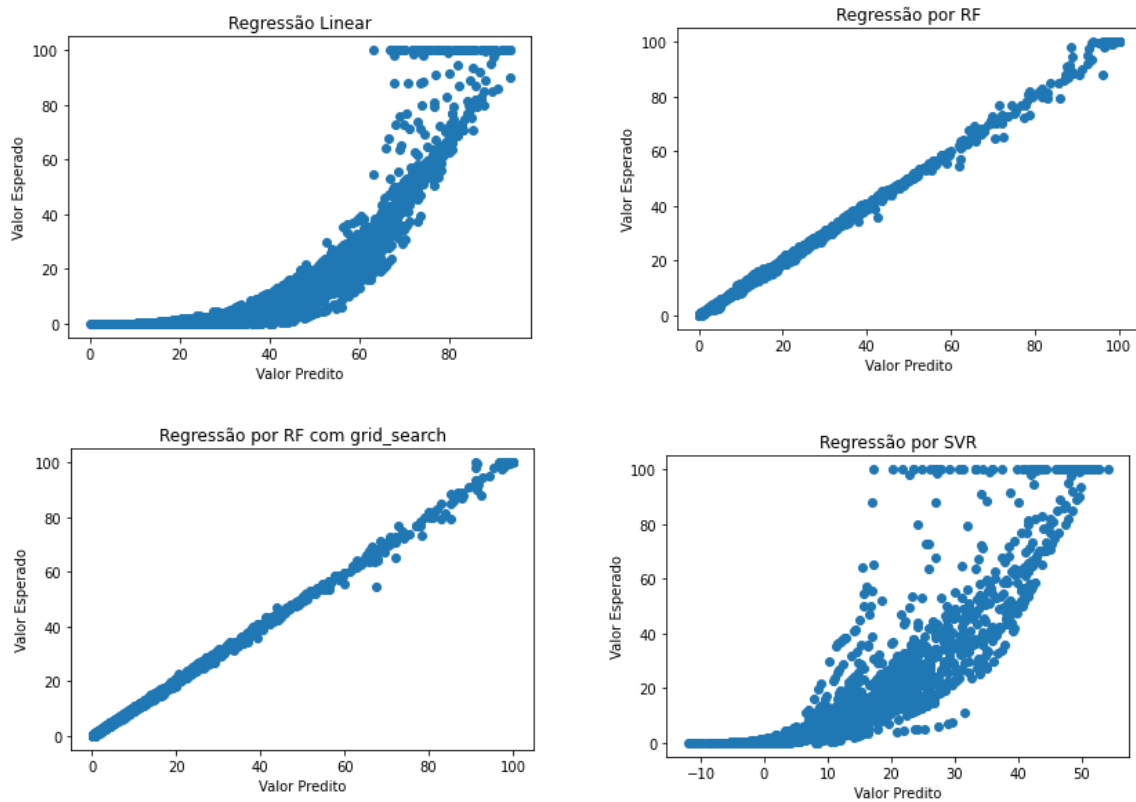 Regressão Linear
100
80
60
40
20
0
Valor Esperado
0 20 40 60 80
Valor Predito
Regressão por RF
100
80
60
40
20
0
Valor Esperado
0 20 40 60 80 100
Valor Predito
Regressão por RF com grid_search
100
80
60
40
20
0
Valor Esperado
0 20 40 60 80 100
Valor Predito
Regressão por SVR
100
80
60
40
20
0
Valor Esperado
−10 0 10 20 30 40 50
Valor Predito